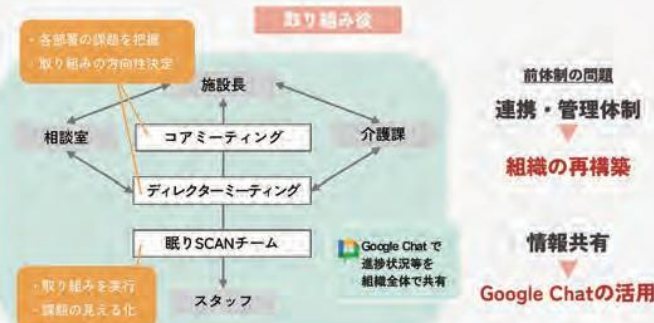 取り組み後
・各部署の課題を把握
・取り組みの方向性決定
施設長
相談室
コアミーティング
介護課
ディレクターミーティング
眠りSCANチーム
Google Chat で
進捗状況等を
組織全体で共有
・取り組みを実行
・課題の見える化
スタッフ
前体制の問題
連携・管理体制
組織の再構築
情報共有
Google Chatの活用